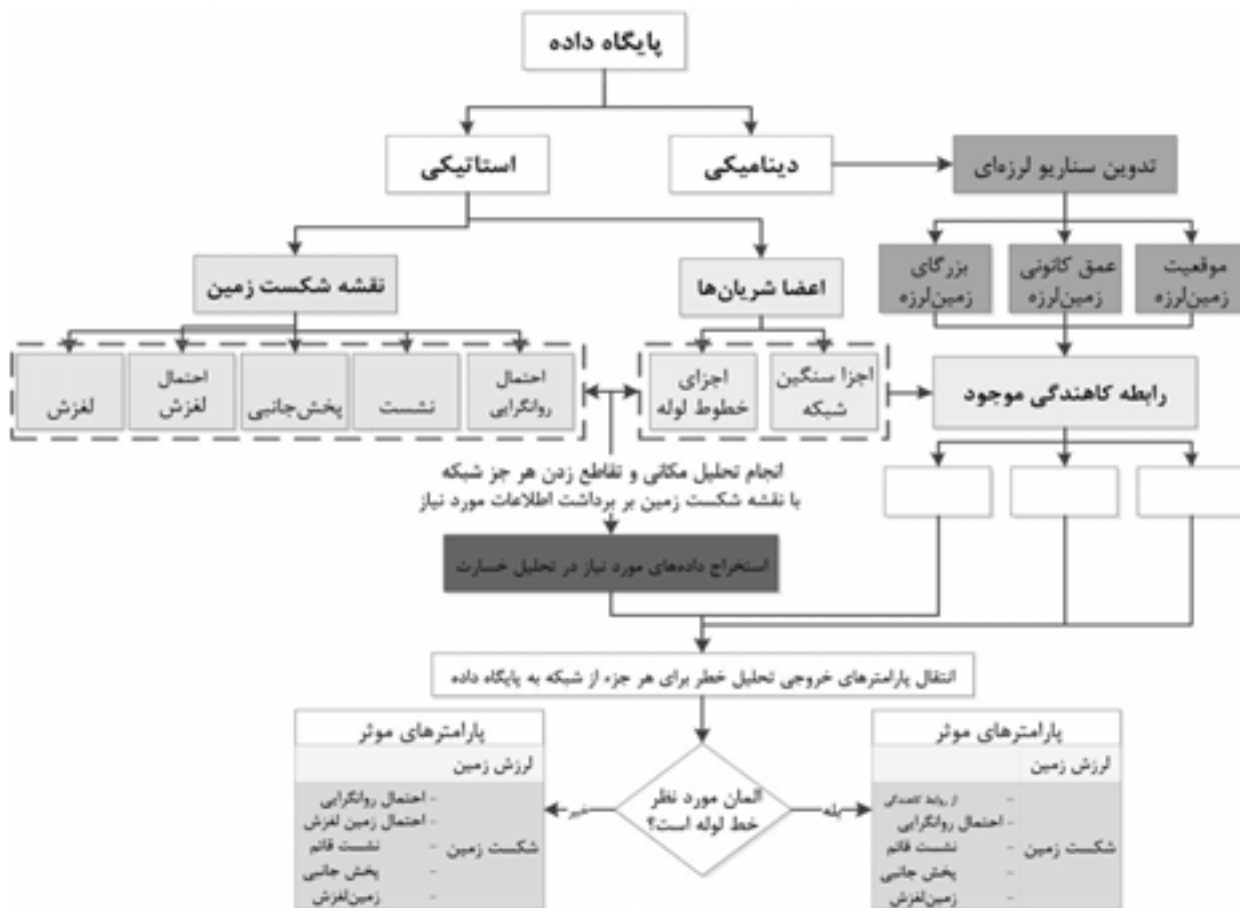 پایگاه داده
استاتیکی
دینامیکی
تدوین سناریو لرزه‌ای
نقشه شکست زمین
اعضا شریان‌ها
بزرگای
زمین‌لرزه
عمق کانونی
زمین‌لرزه
موقعیت
زمین‌لرزه
لغزش
احتمال
لغزش
پخش‌جانبی
نشست
احتمال
روانگرایی
اجزای
خطوط لوله
اجزا سنگین
شبکه
رابطه کاهندگی موجود
انجام تحلیل مکانی و تقاطع زدن هر جز شبکه
با نقشه شکست زمین بر برداشت اطلاعات مورد نیاز
استخراج داده‌های مورد نیاز در تحلیل خسارت
انتقال پارامترهای خروجی تحلیل خطر برای هر جزء از شبکه به پایگاه داده
المان مورد نظر
خط لوله است؟
خیر
بله
پارامترهای موثر
لرزش زمین
شکست زمین
- احتمال روانگرایی
- احتمال زمین لغزش
- نشست قائم
- پخش جانبی
- زمین‌لغزش
پارامترهای موثر
لرزش زمین
شکست زمین
- از روابط کاهندگی
- احتمال روانگرایی
- نشست قائم
- پخش جانبی
- زمین‌لغزش